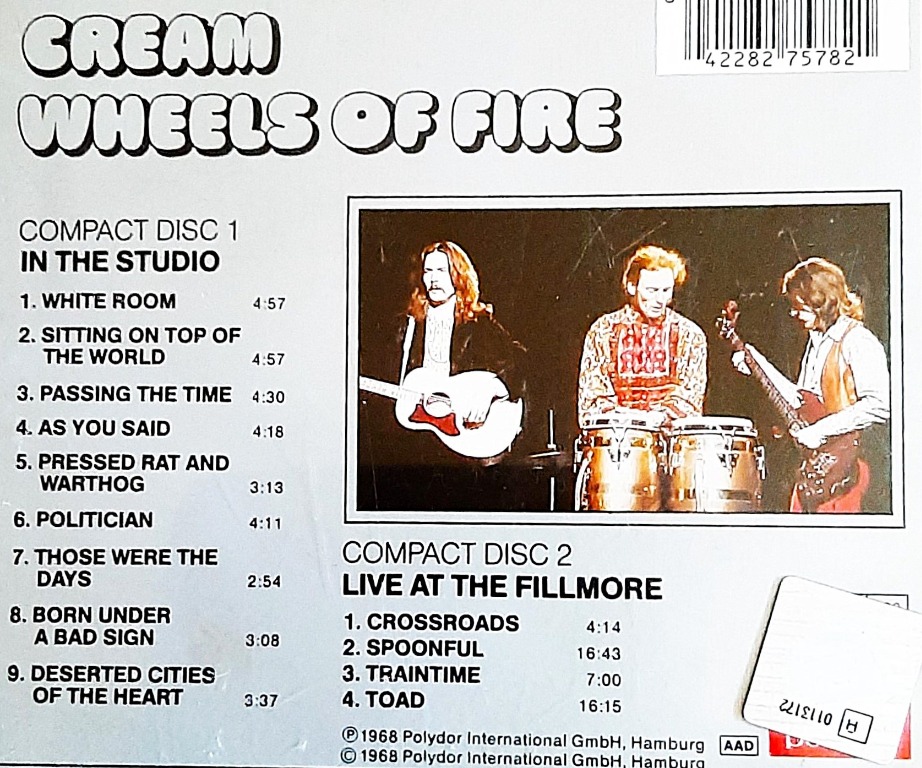 CREAM
WHEELS OF FIRE
42282 75782
COMPACT DISC 1
IN THE STUDIO
1. WHITE ROOM 4:57
2. SITTING ON TOP OF
THE WORLD 4:57
3. PASSING THE TIME 4:30
4. AS YOU SAID 4:18
5. PRESSED RAT AND
WARTHOG 3:13
6. POLITICIAN 4:11
7. THOSE WERE THE
DAYS 2:54
8. BORN UNDER
A BAD SIGN 3:08
9. DESERTED CITIES
OF THE HEART 3:37
COMPACT DISC 2
LIVE AT THE FILLMORE
1. CROSSROADS 4:14
2. SPOONFUL 16:43
3. TRAINTIME 7:00
4. TOAD 16:15
℗ 1968 Polydor International GmbH, Hamburg
© 1968 Polydor International GmbH, Hamburg
AAD
A 0113172